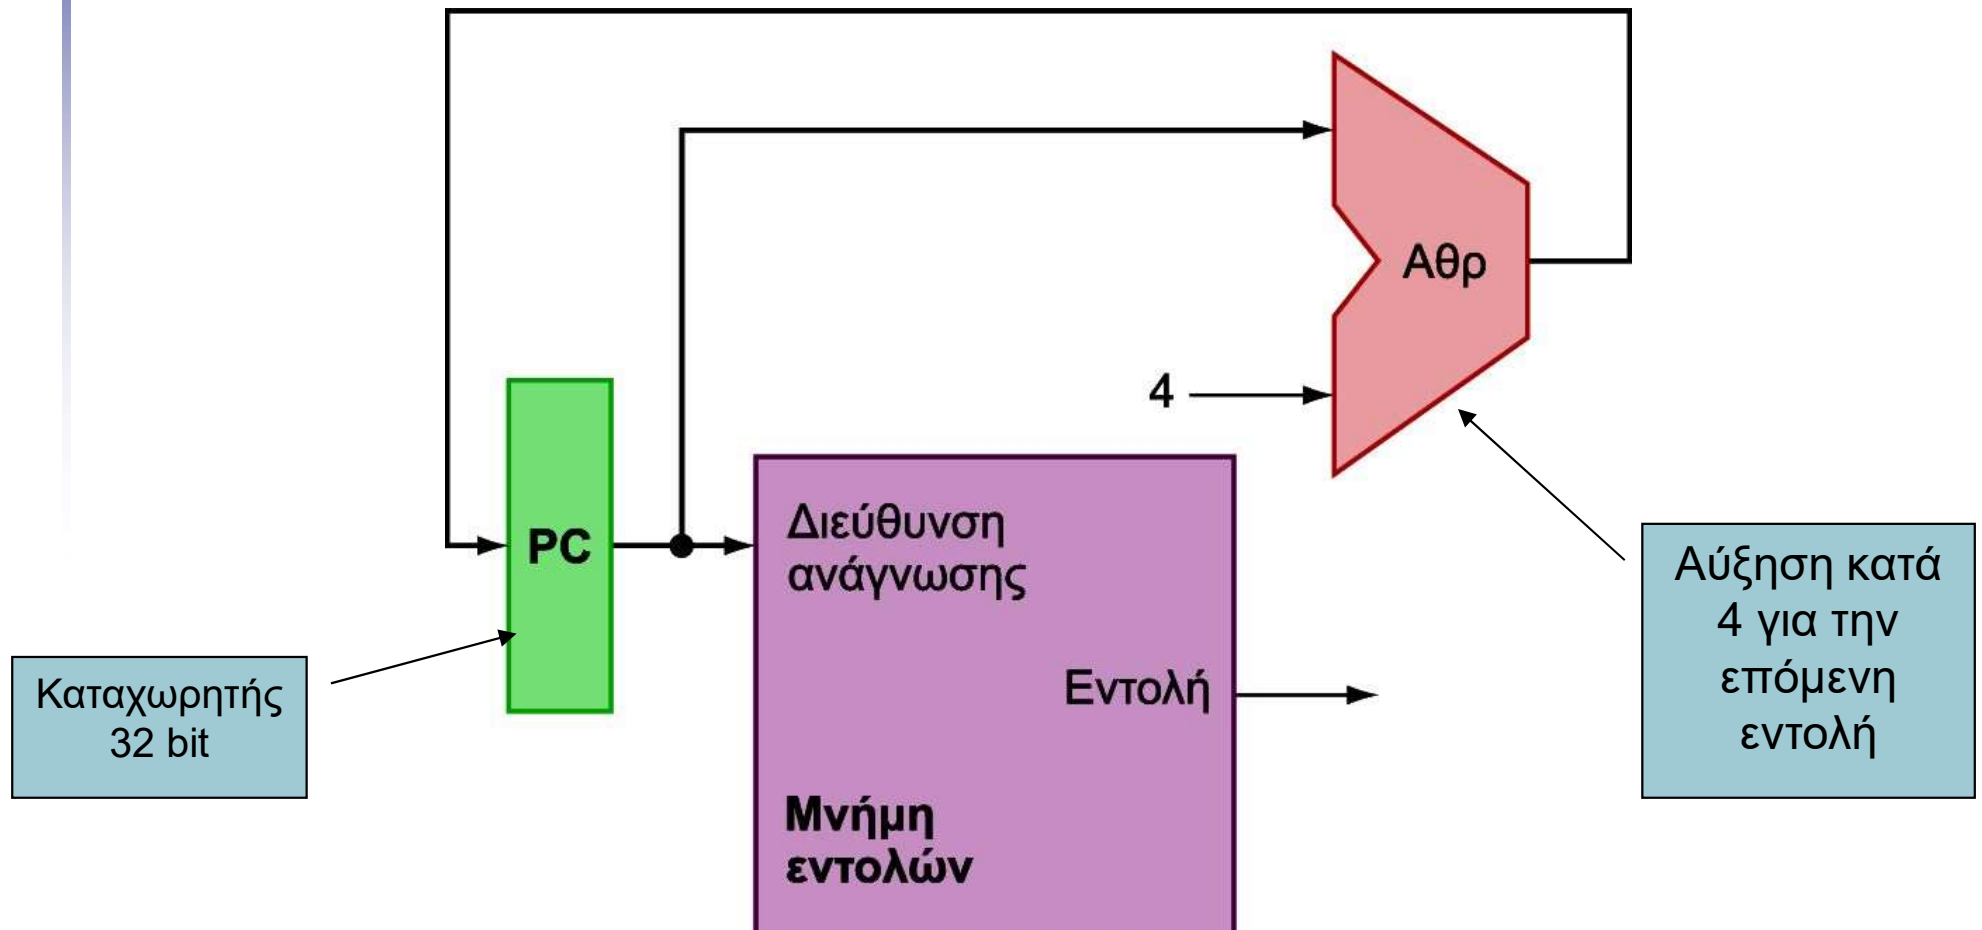 Αθρ
4
PC
Διεύθυνση
ανάγνωσης
Εντολή
Μνήμη
εντολών
Καταχωρητής
32 bit
Αύξηση κατά
4 για την
επόμενη
εντολή